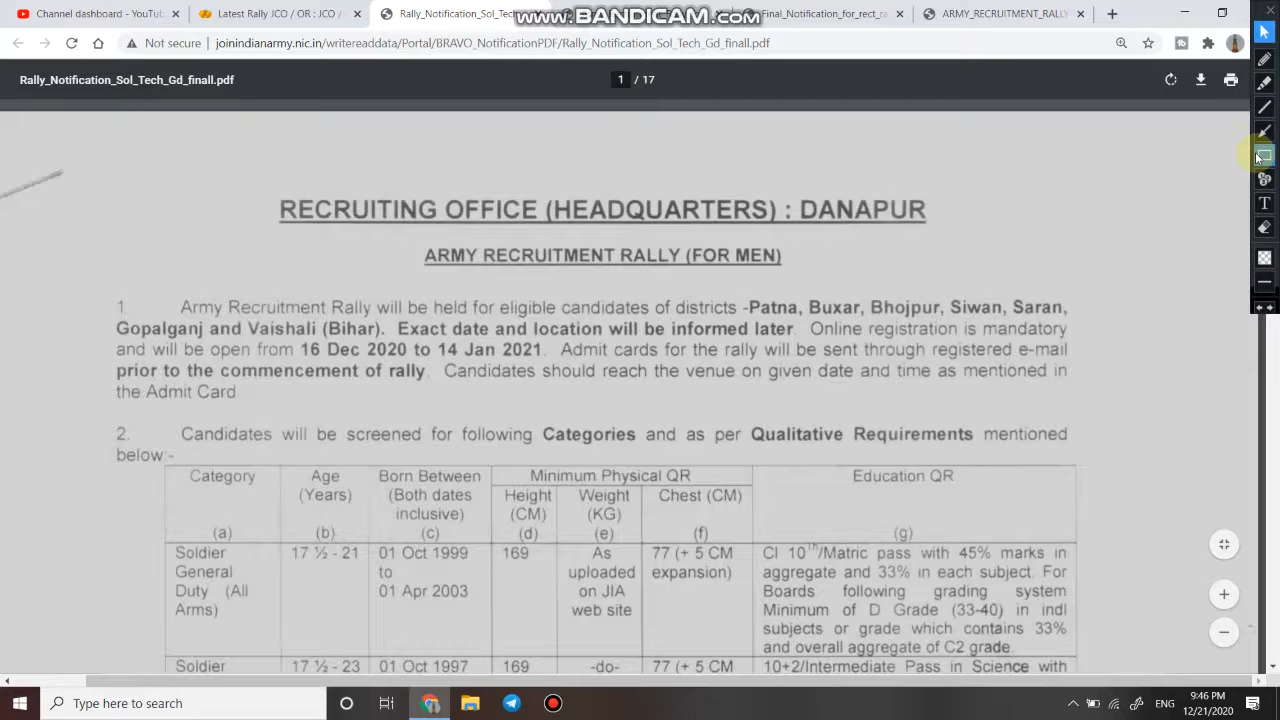 Channel dashboard - YouTube
Latest Rally JCO / OR : JCO /
Rally_Notification_Sol_Tech
Final_Notification_for_rect_r
ARMY_RECRUITMENT_RALLY
www.BANDICAM.com
Not secure
joinindianarmy.nic.in/writereaddata/Portal/BRAVO_NotificationPDF/Rally_Notification_Sol_Tech_Gd_finall.pdf
Rally_Notification_Sol_Tech_Gd_finall.pdf
1 / 17
RECRUITING OFFICE (HEADQUARTERS) : DANAPUR
ARMY RECRUITMENT RALLY (FOR MEN)
1 Army Recruitment Rally will be held for eligible candidates of districts -Patna, Buxar, Bhojpur, Siwan, Saran,
Gopalganj and Vaishali (Bihar). Exact date and location will be informed later. Online registration is mandatory
and will be open from 16 Dec 2020 to 14 Jan 2021. Admit cards for the rally will be sent through registered e-mail
prior to the commencement of rally. Candidates should reach the venue on given date and time as mentioned in
the Admit Card
2. Candidates will be screened for following Categories and as per Qualitative Requirements mentioned
below:-
Category Age Born Between Minimum Physical QR Education QR
(Years) (Both dates Height Weight Chest (CM)
inclusive) (CM) (KG)
(a) (b) (c) (d) (e) (f) (g)
Soldier 17 ½ - 21 01 Oct 1999 169 As 77 (+ 5 CM Cl 10th/Matric pass with 45% marks in
General to uploaded expansion) aggregate and 33% in each subject. For
Duty (All 01 Apr 2003 on JIA Boards following grading system
Arms) web site Minimum of D Grade (33-40) in indl
subjects or grade which contains 33%
and overall aggregate of C2 grade.
Soldier 17 ½ - 23 01 Oct 1997 169 -do- 77 (+ 5 CM 10+2/Intermediate Pass in Science with
Type here to search
ENG
9:46 PM
12/21/2020